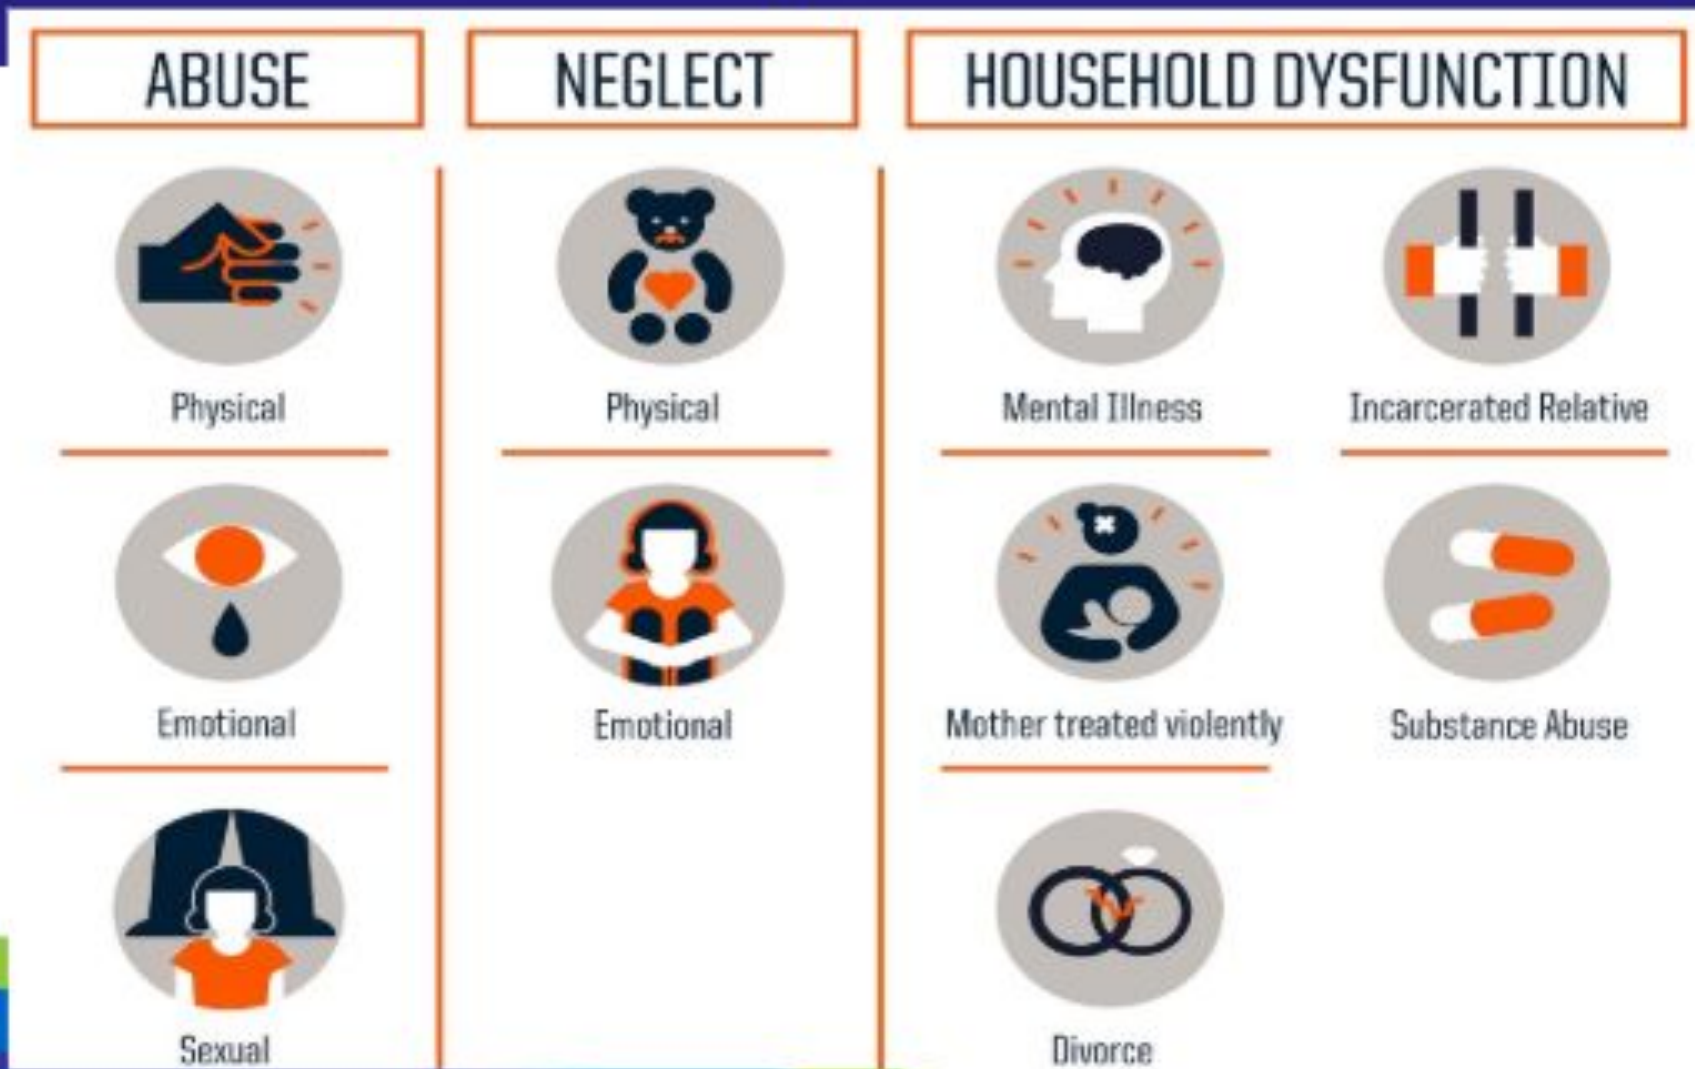 ABUSE
NEGLECT
HOUSEHOLD DYSFUNCTION
Physical
Physical
Mental Illness
Incarcerated Relative
Emotional
Emotional
Mother treated violently
Substance Abuse
Sexual
Divorce